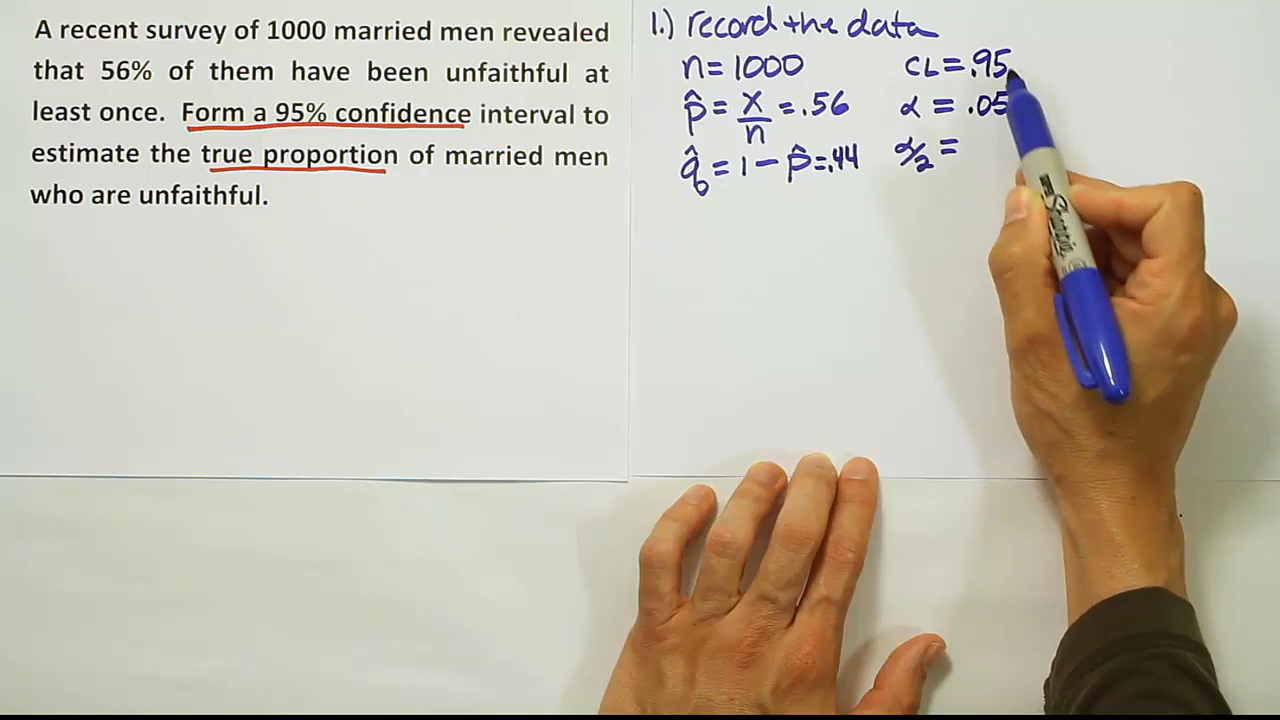 A recent survey of 1000 married men revealed
that 56% of them have been unfaithful at
least once. Form a 95% confidence interval to
estimate the true proportion of married men
who are unfaithful.
1.) record the data
n = 1000
p̂ = x/n = .56
q̂ = 1 - p̂ = .44
CL = .95
α = .05
α/2 =